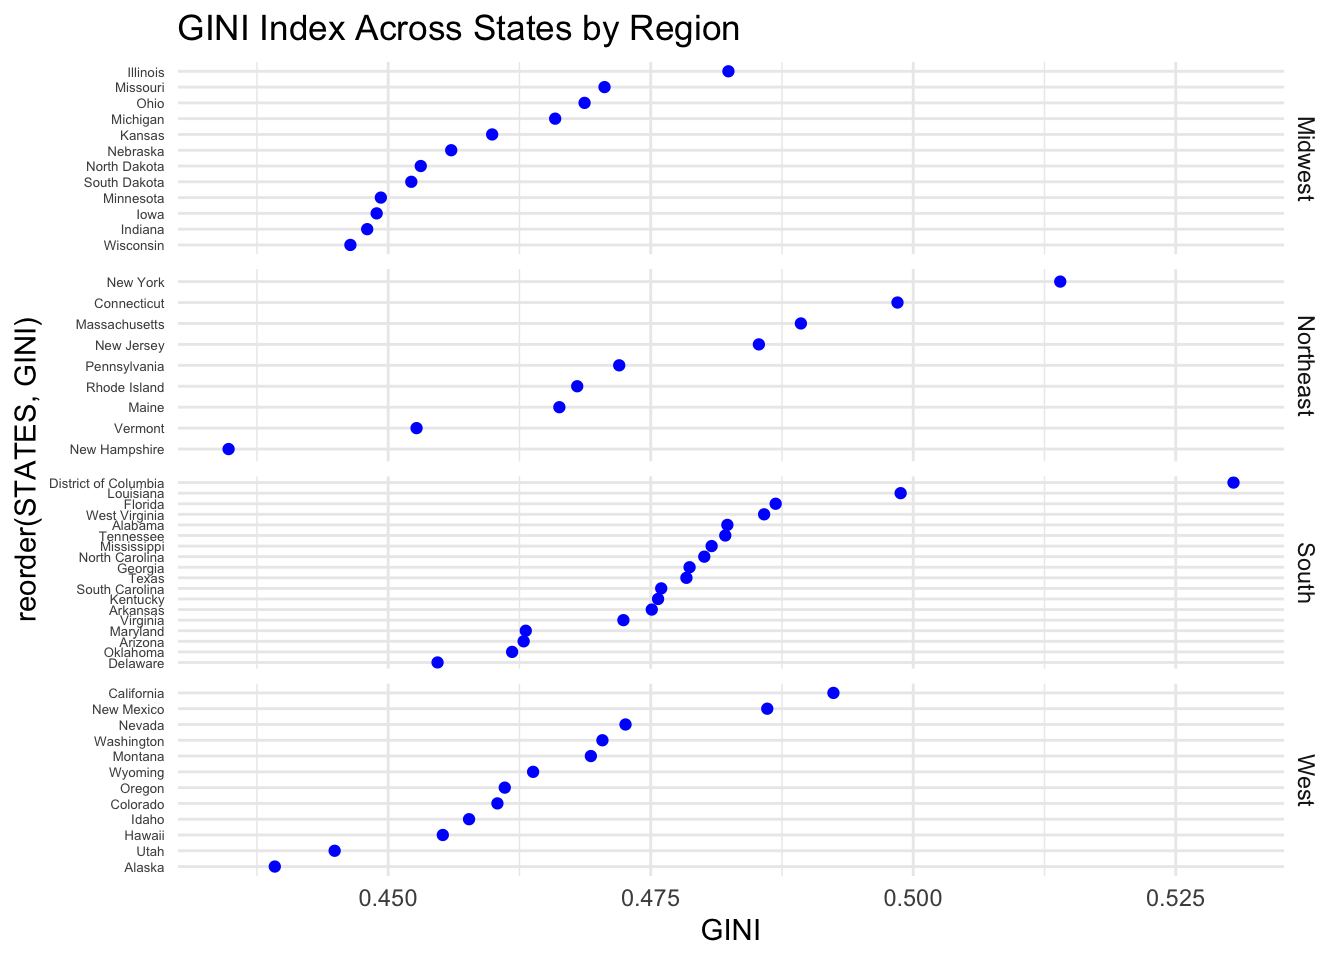 GINI Index Across States by Region
Illinois
Missouri
Ohio
Michigan
Kansas
Nebraska
North Dakota
South Dakota
Minnesota
Iowa
Indiana
Wisconsin
Midwest
New York
Connecticut
Massachusetts
New Jersey
Pennsylvania
Rhode Island
Maine
Vermont
New Hampshire
Northeast
District of Columbia
Louisiana
Florida
West Virginia
Alabama
Tennessee
Mississippi
North Carolina
Georgia
Texas
South Carolina
Kentucky
Arkansas
Virginia
Maryland
Arizona
Oklahoma
Delaware
South
California
New Mexico
Nevada
Washington
Montana
Wyoming
Oregon
Colorado
Idaho
Hawaii
Utah
Alaska
West
reorder(STATES, GINI)
0.450 0.475 0.500 0.525
GINI